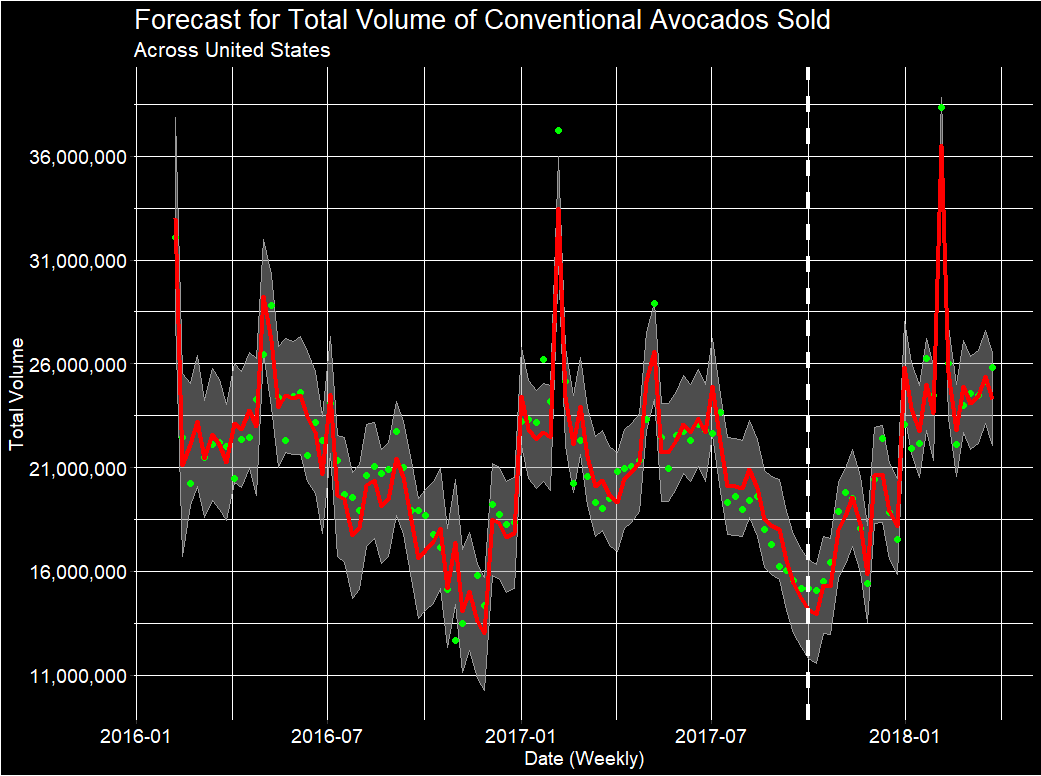 Forecast for Total Volume of Conventional Avocados Sold
Across United States
Total Volume
36,000,000
31,000,000
26,000,000
21,000,000
16,000,000
11,000,000
2016-01
2016-07
2017-01
2017-07
2018-01
Date (Weekly)